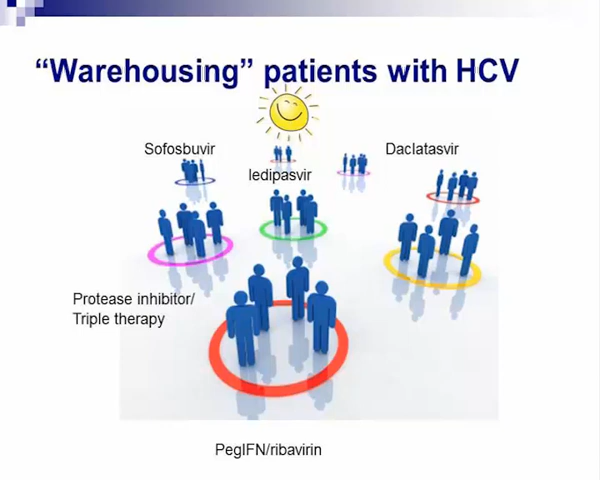 “Warehousing” patients with HCV
Sofosbuvir
Daclatasvir
ledipasvir
Protease inhibitor/
Triple therapy
PegIFN/ribavirin